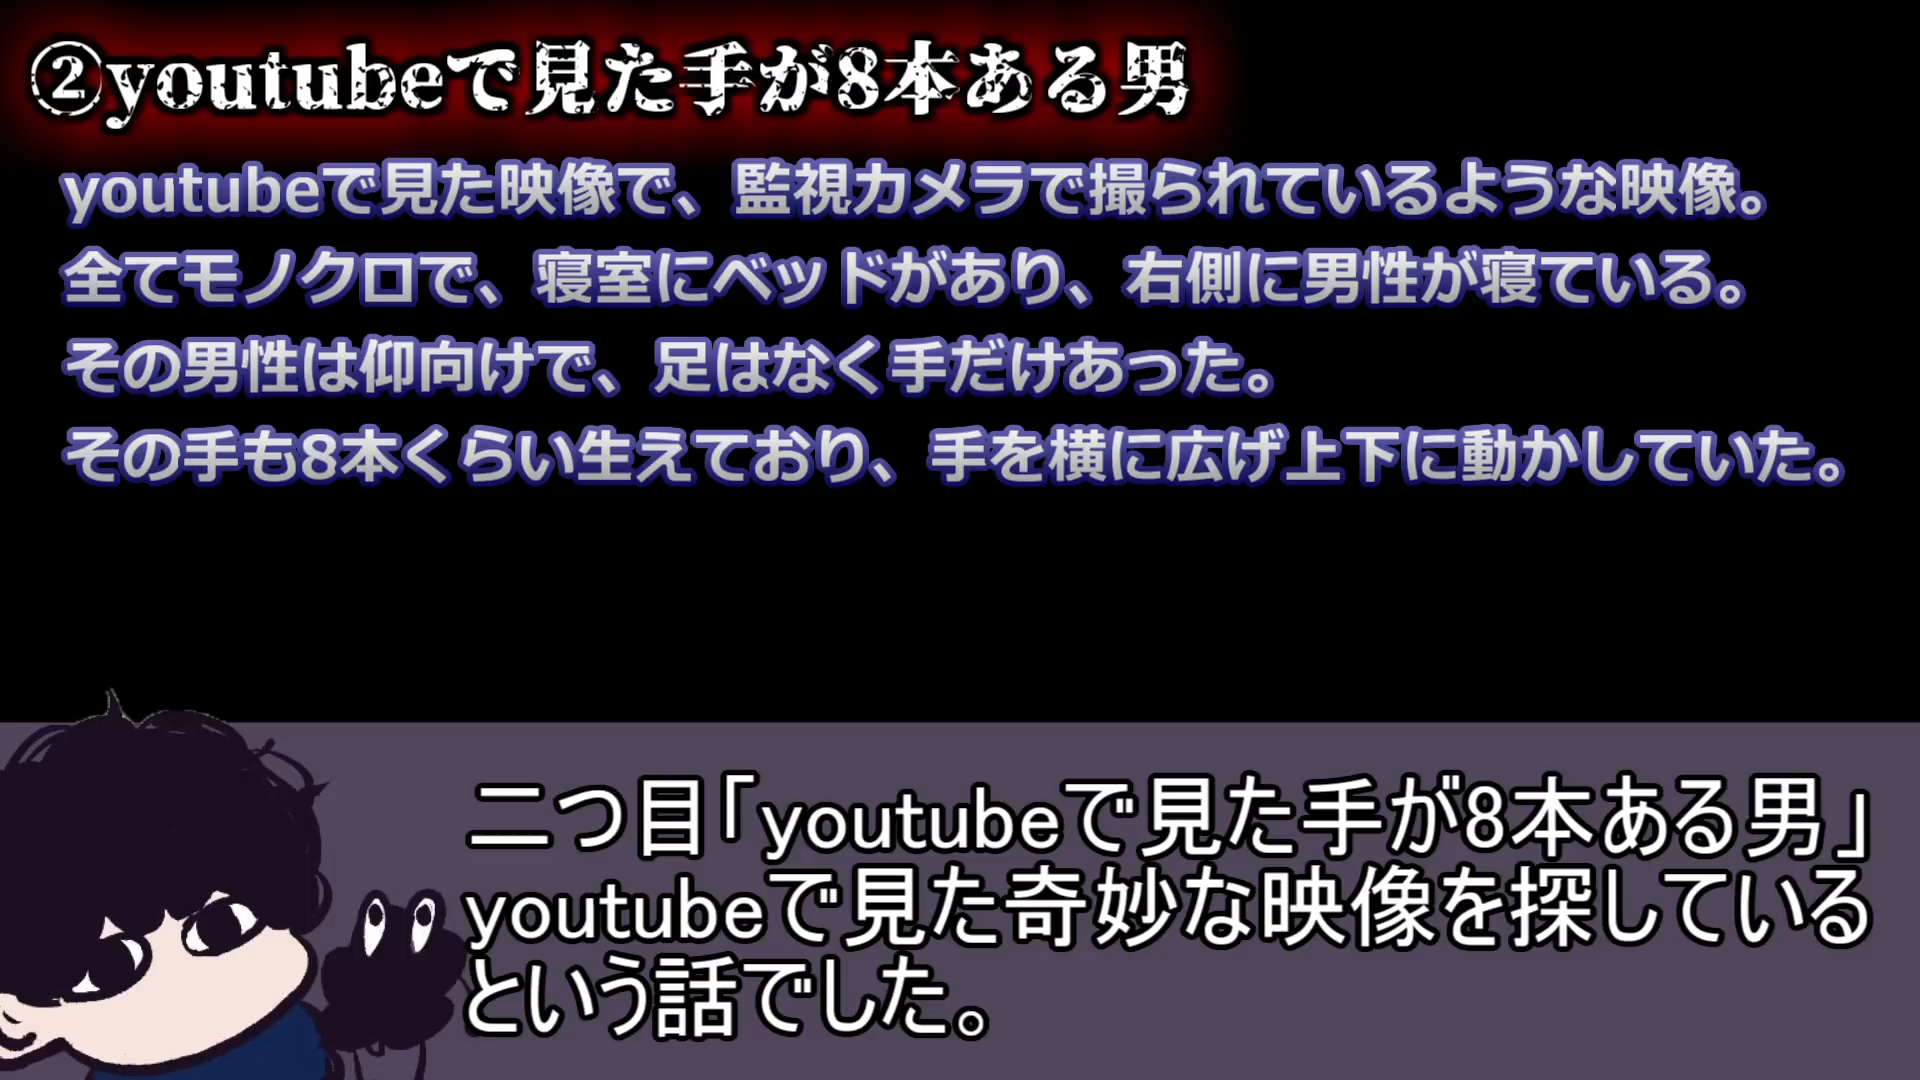 ②youtubeで見た手が8本ある男
youtubeで見た映像で、監視カメラで撮られているような映像。
全てモノクロで、寝室にベッドがあり、右側に男性が寝ている。
その男性は仰向けで、足はなく手だけあった。
その手も8本くらい生えており、手を横に広げ上下に動かしていた。
二つ目「youtubeで見た手が8本ある男」
youtubeで見た奇妙な映像を探している
という話でした。